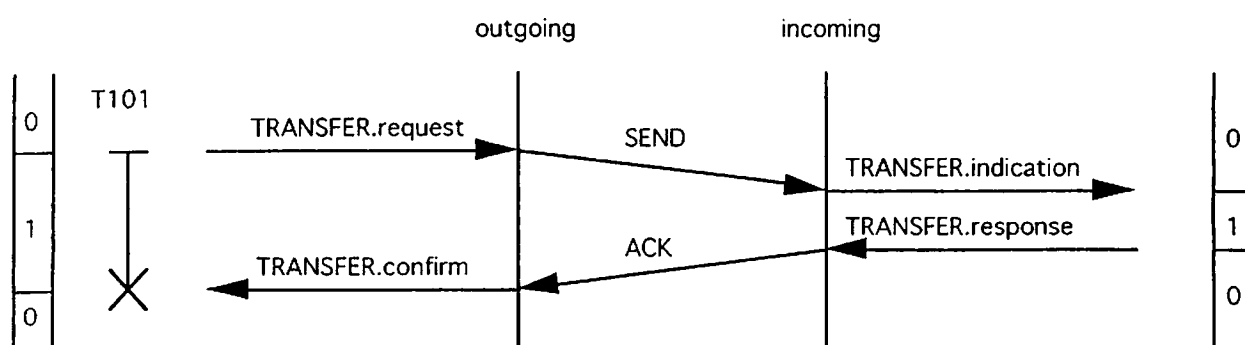 outgoing incoming
T101
0 TRANSFER.request SEND 0
TRANSFER.indication
1 TRANSFER.response 1
ACK
TRANSFER.confirm
0 0